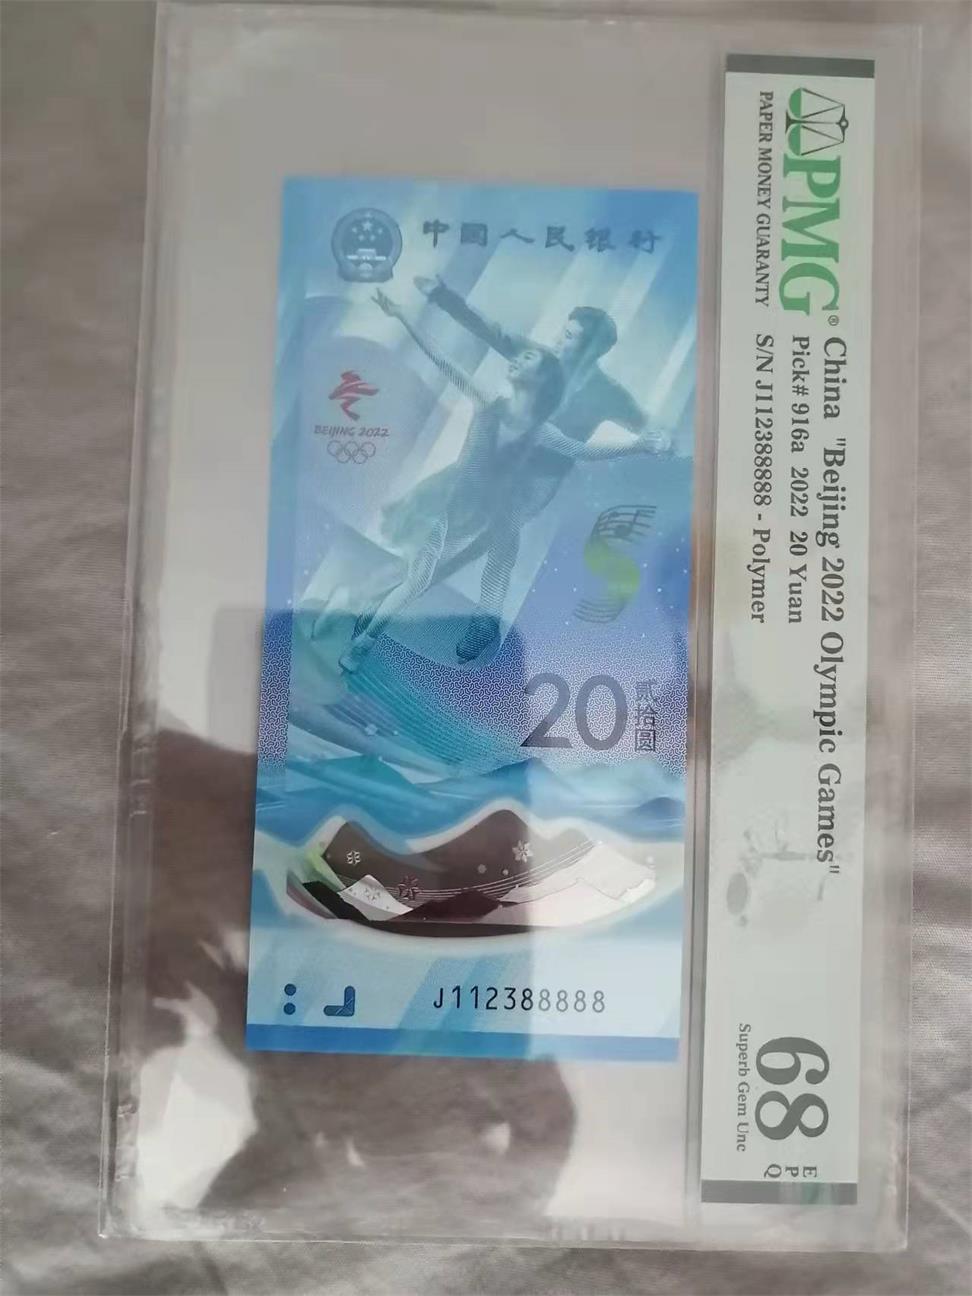 中国人民银行
BEIJING 2022
20
贰拾圆
J112388888
PMG®
PAPER MONEY GUARANTY
China "Beijing 2022 Olympic Games"
Pick# 916a 2022 20 Yuan
S/N J112388888 - Polymer
68
EPQ
Superb Gem Unc